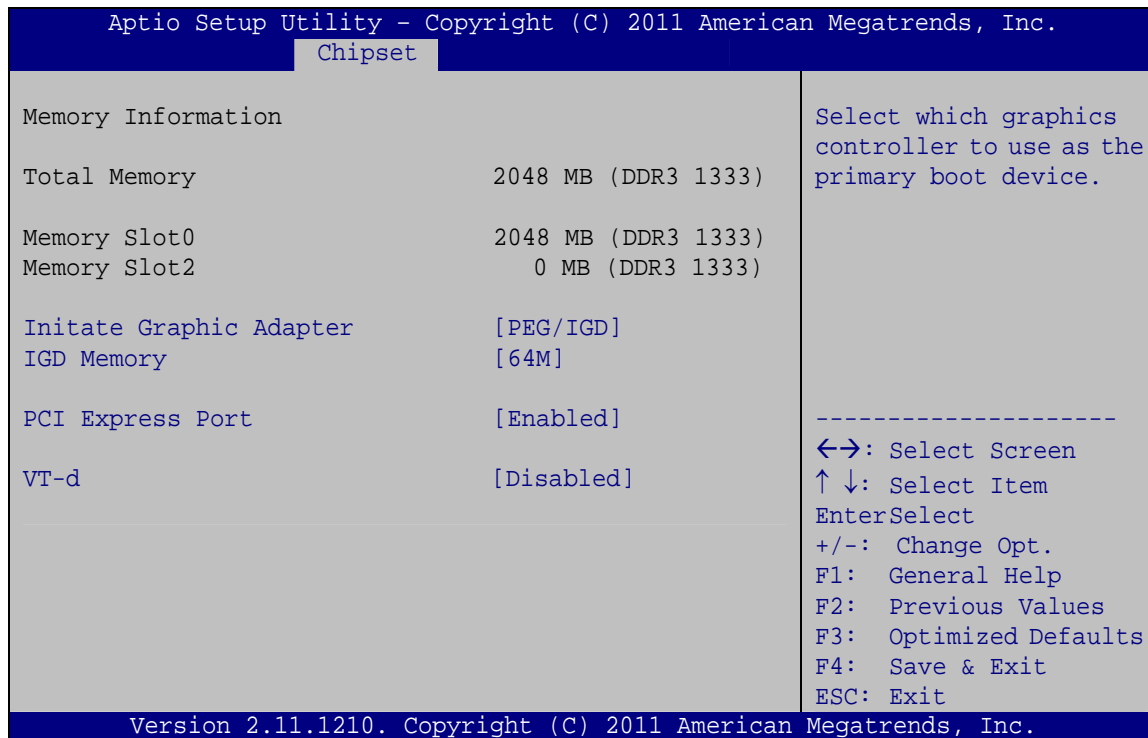 Aptio Setup Utility – Copyright (C) 2011 American Megatrends, Inc.
Chipset
Memory Information
Total Memory 2048 MB (DDR3 1333)
Memory Slot0 2048 MB (DDR3 1333)
Memory Slot2 0 MB (DDR3 1333)
Initate Graphic Adapter [PEG/IGD]
IGD Memory [64M]
PCI Express Port [Enabled]
VT-d [Disabled]
Select which graphics
controller to use as the
primary boot device.
---------------------
←→: Select Screen
↑ ↓: Select Item
EnterSelect
+/-: Change Opt.
F1: General Help
F2: Previous Values
F3: Optimized Defaults
F4: Save & Exit
ESC: Exit
Version 2.11.1210. Copyright (C) 2011 American Megatrends, Inc.